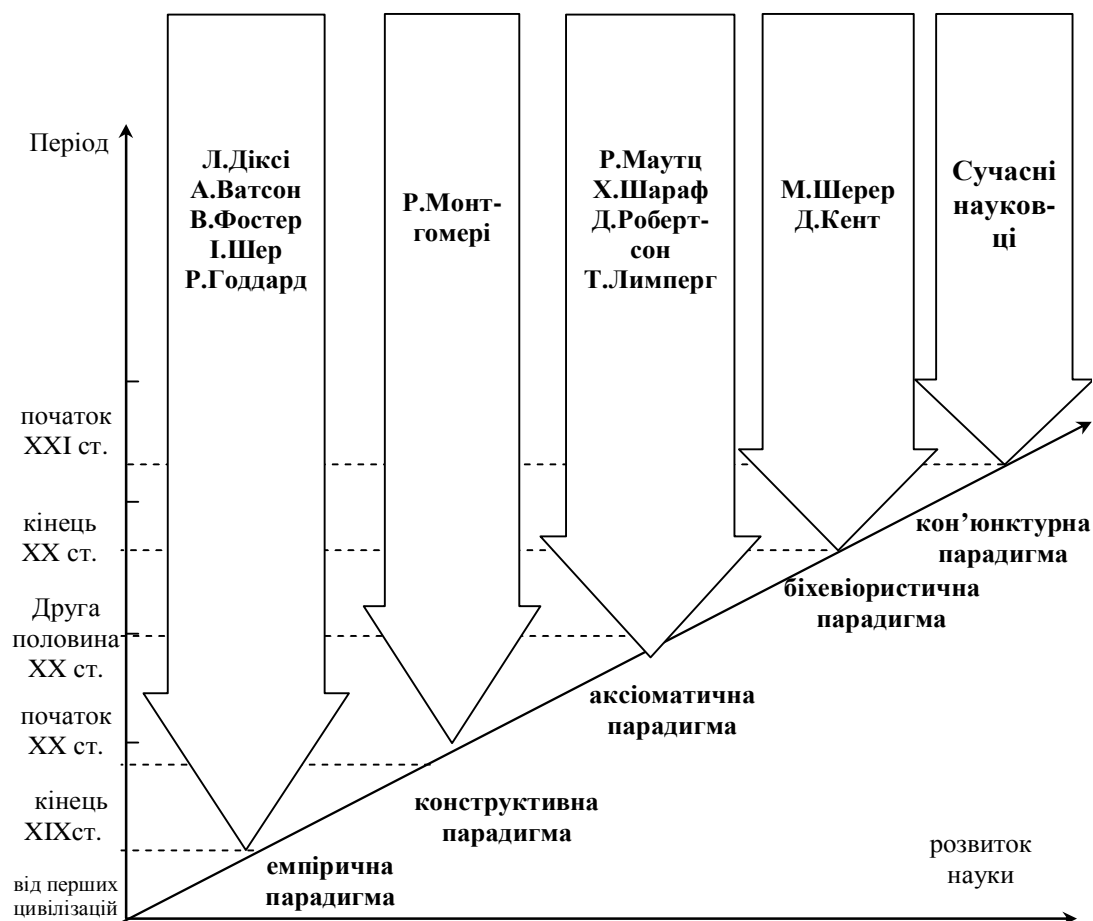 Період
Л.Діксі
А.Ватсон
В.Фостер
І.Шер
Р.Годдард
Р.Монт-
гомері
Р.Маутц
Х.Шараф
Д.Роберт-
сон
Т.Лимперг
М.Шерер
Д.Кент
Сучасні
науков-
ці
початок
XXI ст.
кінець
XX ст.
Друга
половина
XX ст.
початок
XX ст.
кінець
XIXст.
від перших
цивілізацій
кон’юнктурна
парадигма
біхевіористична
парадигма
аксіоматична
парадигма
конструктивна
парадигма
емпірична
парадигма
розвиток
науки